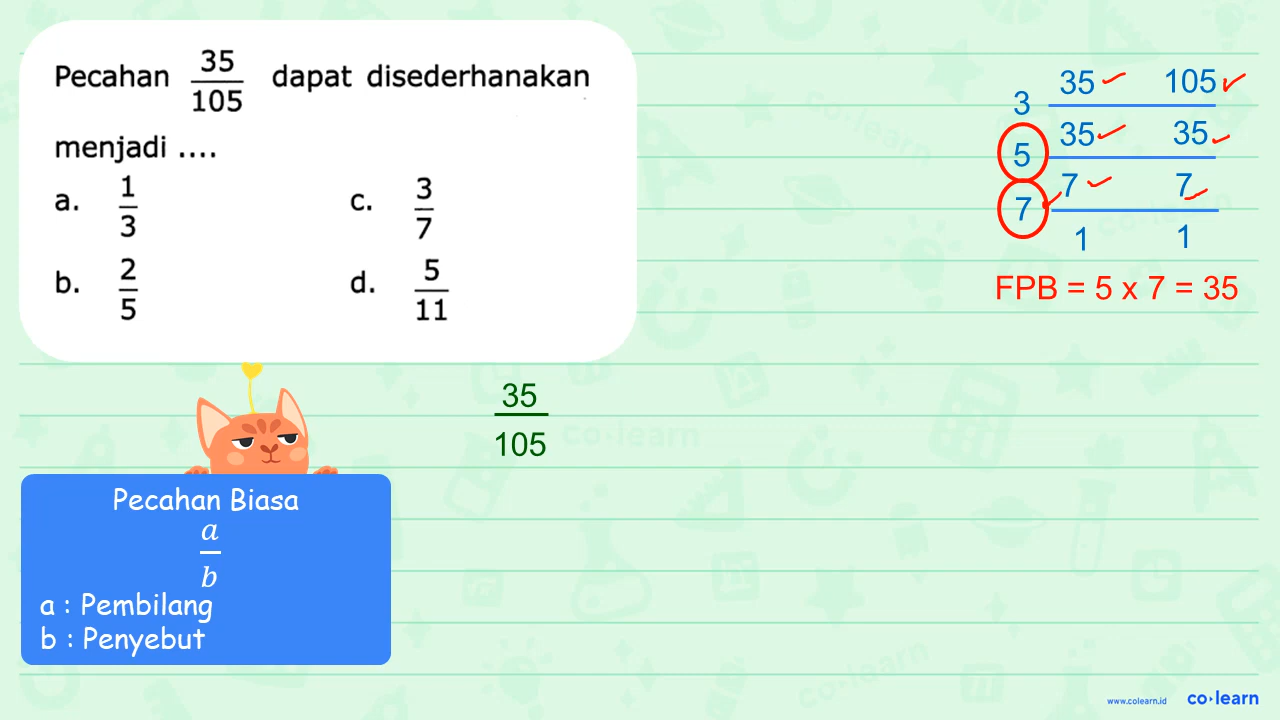 Pecahan 35/105 dapat disederhanakan
menjadi ....
a. 1/3 c. 3/7
b. 2/5 d. 5/11
3 35 105
5 35 35
7 7 7
1 1
FPB = 5 x 7 = 35
35/105
Pecahan Biasa
a/b
a : Pembilang
b : Penyebut
co·learn
www.colearn.id co·learn